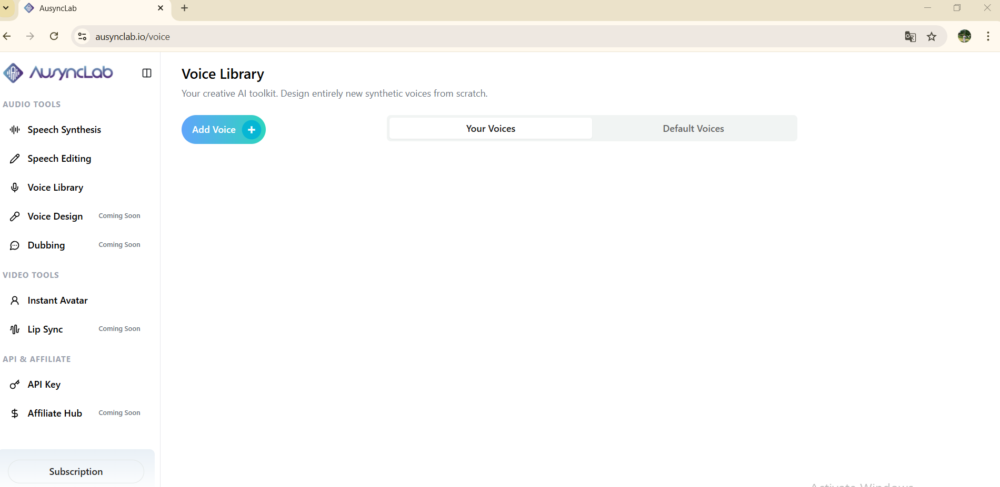 AusyncLab
ausynclab.io/voice
AusyncLab
AUDIO TOOLS
Speech Synthesis
Speech Editing
Voice Library
Voice Design Coming Soon
Dubbing Coming Soon
VIDEO TOOLS
Instant Avatar
Lip Sync Coming Soon
API & AFFILIATE
API Key
Affiliate Hub Coming Soon
Subscription
Voice Library
Your creative AI toolkit. Design entirely new synthetic voices from scratch.
Add Voice
Your Voices Default Voices
Activate Windows